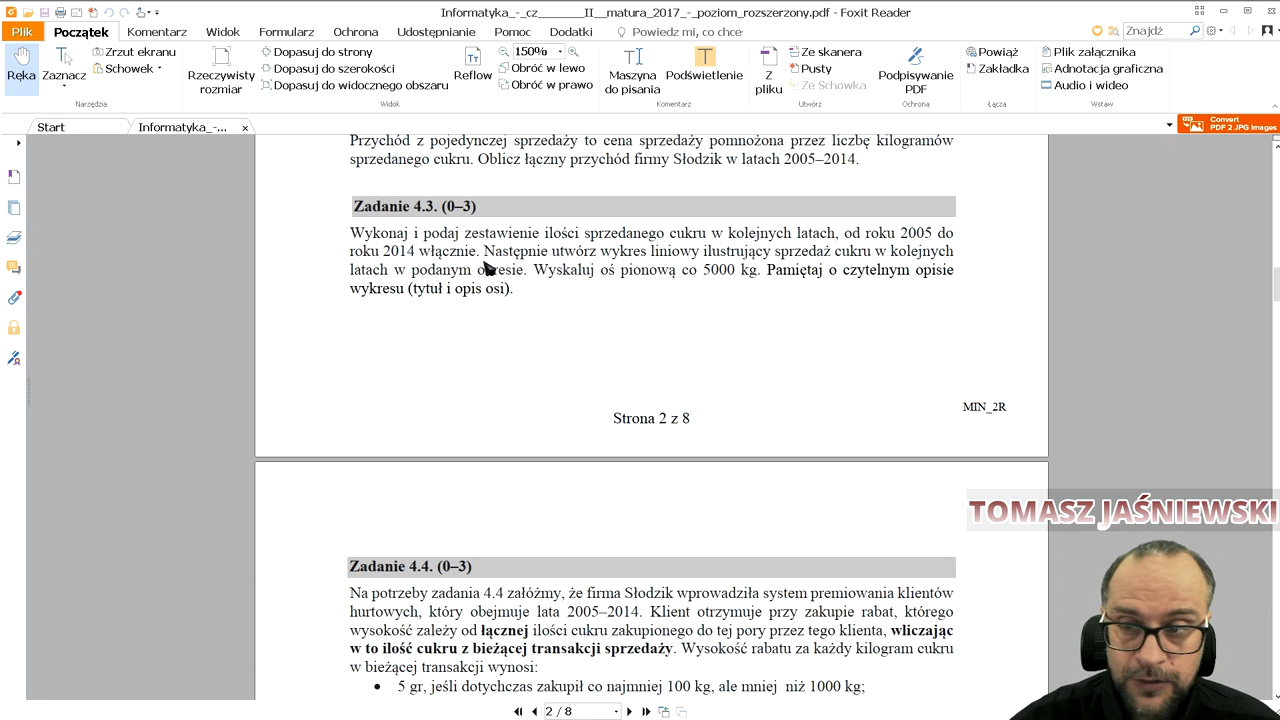 Informatyka_-_cz________II__matura_2017_-_poziom_rozszerzony.pdf - Foxit Reader
Plik Początek Komentarz Widok Formularz Ochrona Udostępnianie Pomoc Dodatki Powiedz mi, co chce Znajdź
Ręka Zaznacz Zrzut ekranu Schowek
Narzędzia
Rzeczywisty rozmiar Dopasuj do strony
Dopasuj do szerokości
Dopasuj do widocznego obszaru
Reflow 150%
Obróć w lewo
Obróć w prawo
Widok
Maszyna do pisania Podświetlenie
Komentarz
Z pliku Ze skanera
Pusty
Ze Schowka
Utwórz
Podpisywanie PDF
Ochrona
Powiąż
Zakładka
Łącza
Plik załącznika
Adnotacja graficzna
Audio i wideo
Wstaw
Start Informatyka_-... x
Convert
PDF 2 JPG Images
Przychód z pojedynczej sprzedaży to cena sprzedaży pomnożona przez liczbę kilogramów
sprzedanego cukru. Oblicz łączny przychód firmy Słodzik w latach 2005–2014.
Zadanie 4.3. (0–3)
Wykonaj i podaj zestawienie ilości sprzedanego cukru w kolejnych latach, od roku 2005 do
roku 2014 włącznie. Następnie utwórz wykres liniowy ilustrujący sprzedaż cukru w kolejnych
latach w podanym okresie. Wyskaluj oś pionową co 5000 kg. Pamiętaj o czytelnym opisie
wykresu (tytuł i opis osi).
MIN_2R
Strona 2 z 8
TOMASZ JAŚNIEWSKI
Zadanie 4.4. (0–3)
Na potrzeby zadania 4.4 załóżmy, że firma Słodzik wprowadziła system premiowania klientów
hurtowych, który obejmuje lata 2005–2014. Klient otrzymuje przy zakupie rabat, którego
wysokość zależy od łącznej ilości cukru zakupionego do tej pory przez tego klienta, wliczając
w to ilość cukru z bieżącej transakcji sprzedaży. Wysokość rabatu za każdy kilogram cukru
w bieżącej transakcji wynosi:
• 5 gr, jeśli dotychczas zakupił co najmniej 100 kg, ale mniej niż 1000 kg;
2 / 8